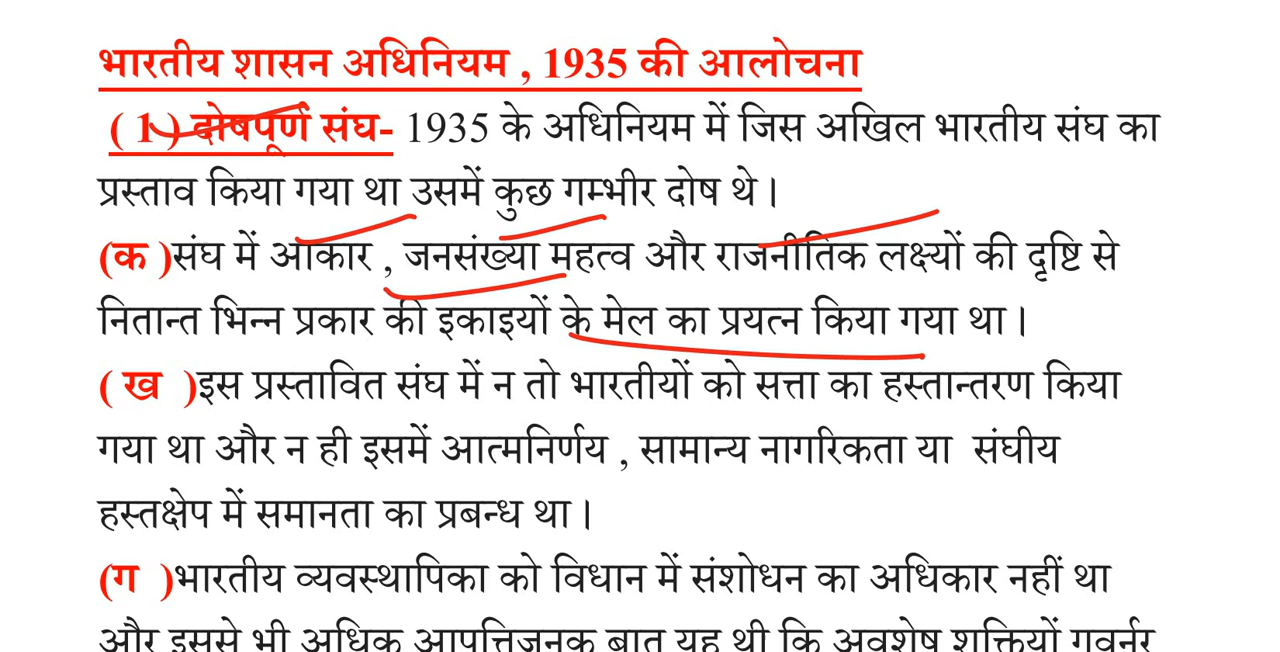 भारतीय शासन अधिनियम , 1935 की आलोचना
( 1 ) दोषपूर्ण संघ- 1935 के अधिनियम में जिस अखिल भारतीय संघ का
प्रस्ताव किया गया था उसमें कुछ गम्भीर दोष थे।
(क )संघ में आकार , जनसंख्या महत्व और राजनीतिक लक्ष्यों की दृष्टि से
नितान्त भिन्न प्रकार की इकाइयों के मेल का प्रयत्न किया गया था।
( ख )इस प्रस्तावित संघ में न तो भारतीयों को सत्ता का हस्तान्तरण किया
गया था और न ही इसमें आत्मनिर्णय , सामान्य नागरिकता या संघीय
हस्तक्षेप में समानता का प्रबन्ध था।
(ग )भारतीय व्यवस्थापिका को विधान में संशोधन का अधिकार नहीं था
और इससे भी अधिक आपत्तिजनक बात यह थी कि अवशेष शक्तियों गवर्नर